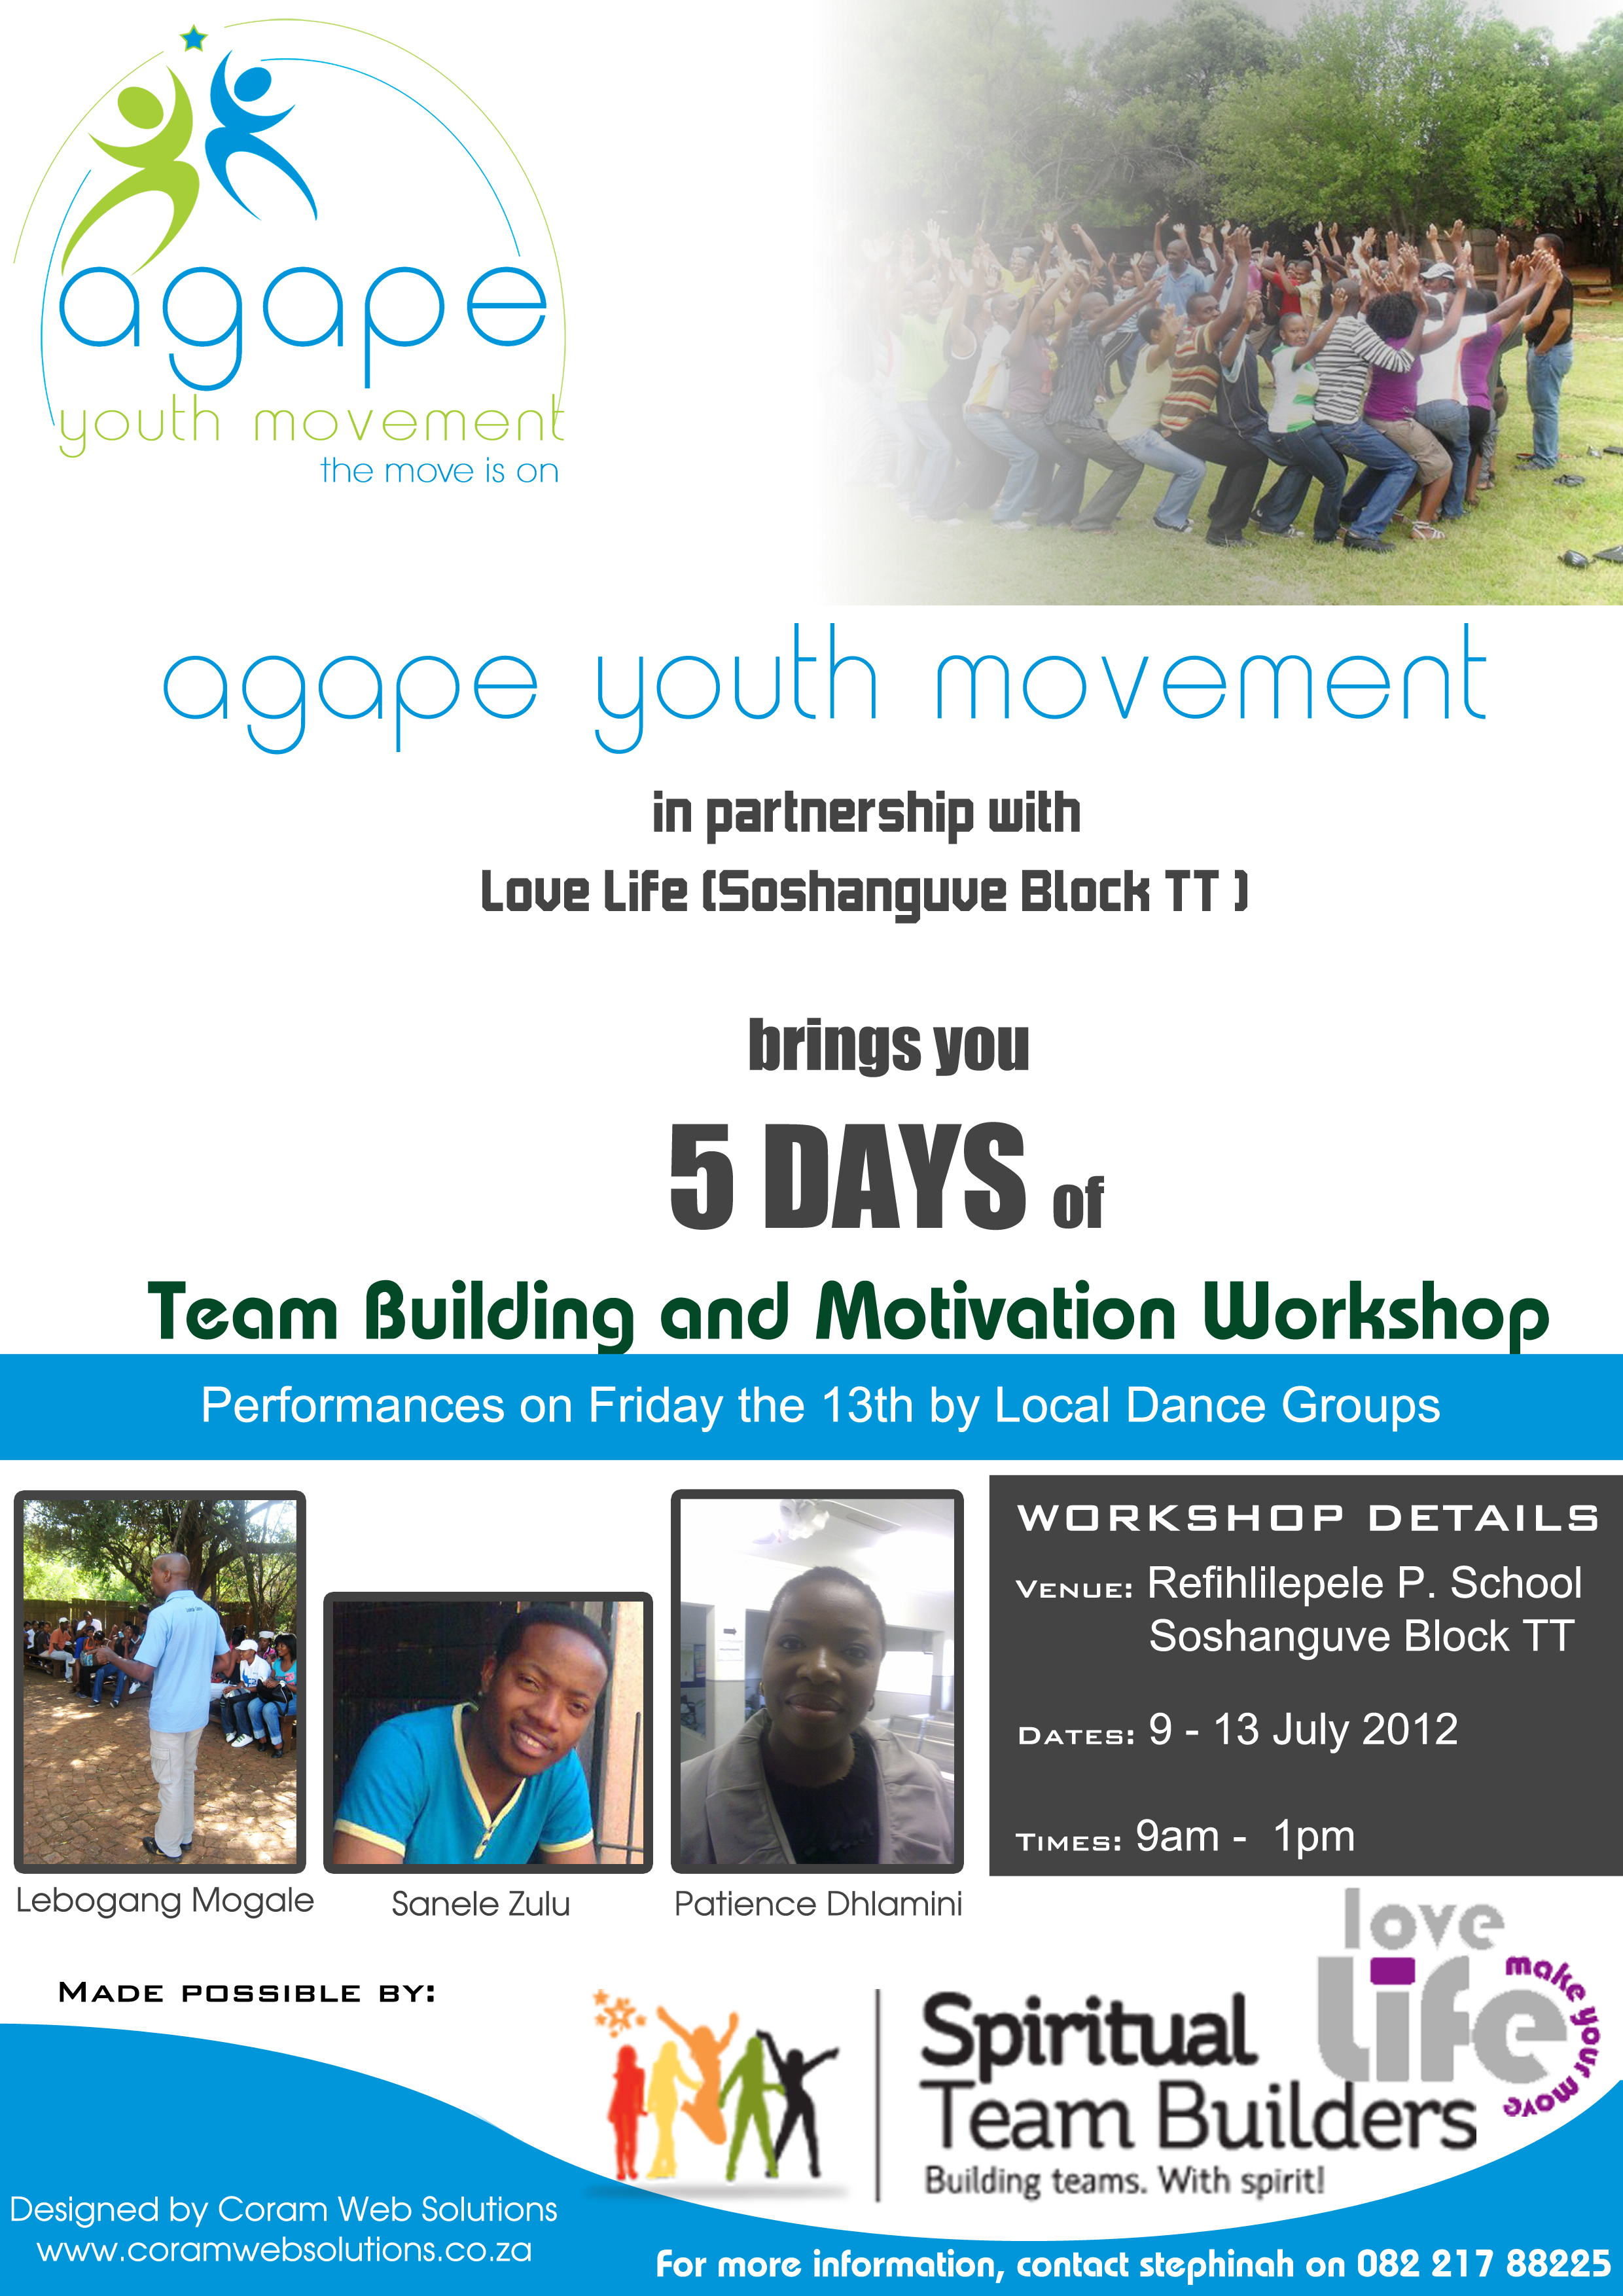 agape
youth movement
the move is on
agape youth movement
in partnership with
Love Life (Soshanguve Block TT )
brings you
5 DAYS of
Team Building and Motivation Workshop
Performances on Friday the 13th by Local Dance Groups
WORKSHOP DETAILS
VENUE: Refihlilepele P. School
Soshanguve Block TT
DATES: 9 - 13 July 2012
TIMES: 9am - 1pm
Lebogang Mogale
Sanele Zulu
Patience Dhlamini
MADE POSSIBLE BY:
Spiritual
Team Builders
Building teams. With spirit!
love
Life
make your move
Designed by Coram Web Solutions
www.coramwebsolutions.co.za
For more information, contact stephinah on 082 217 88225